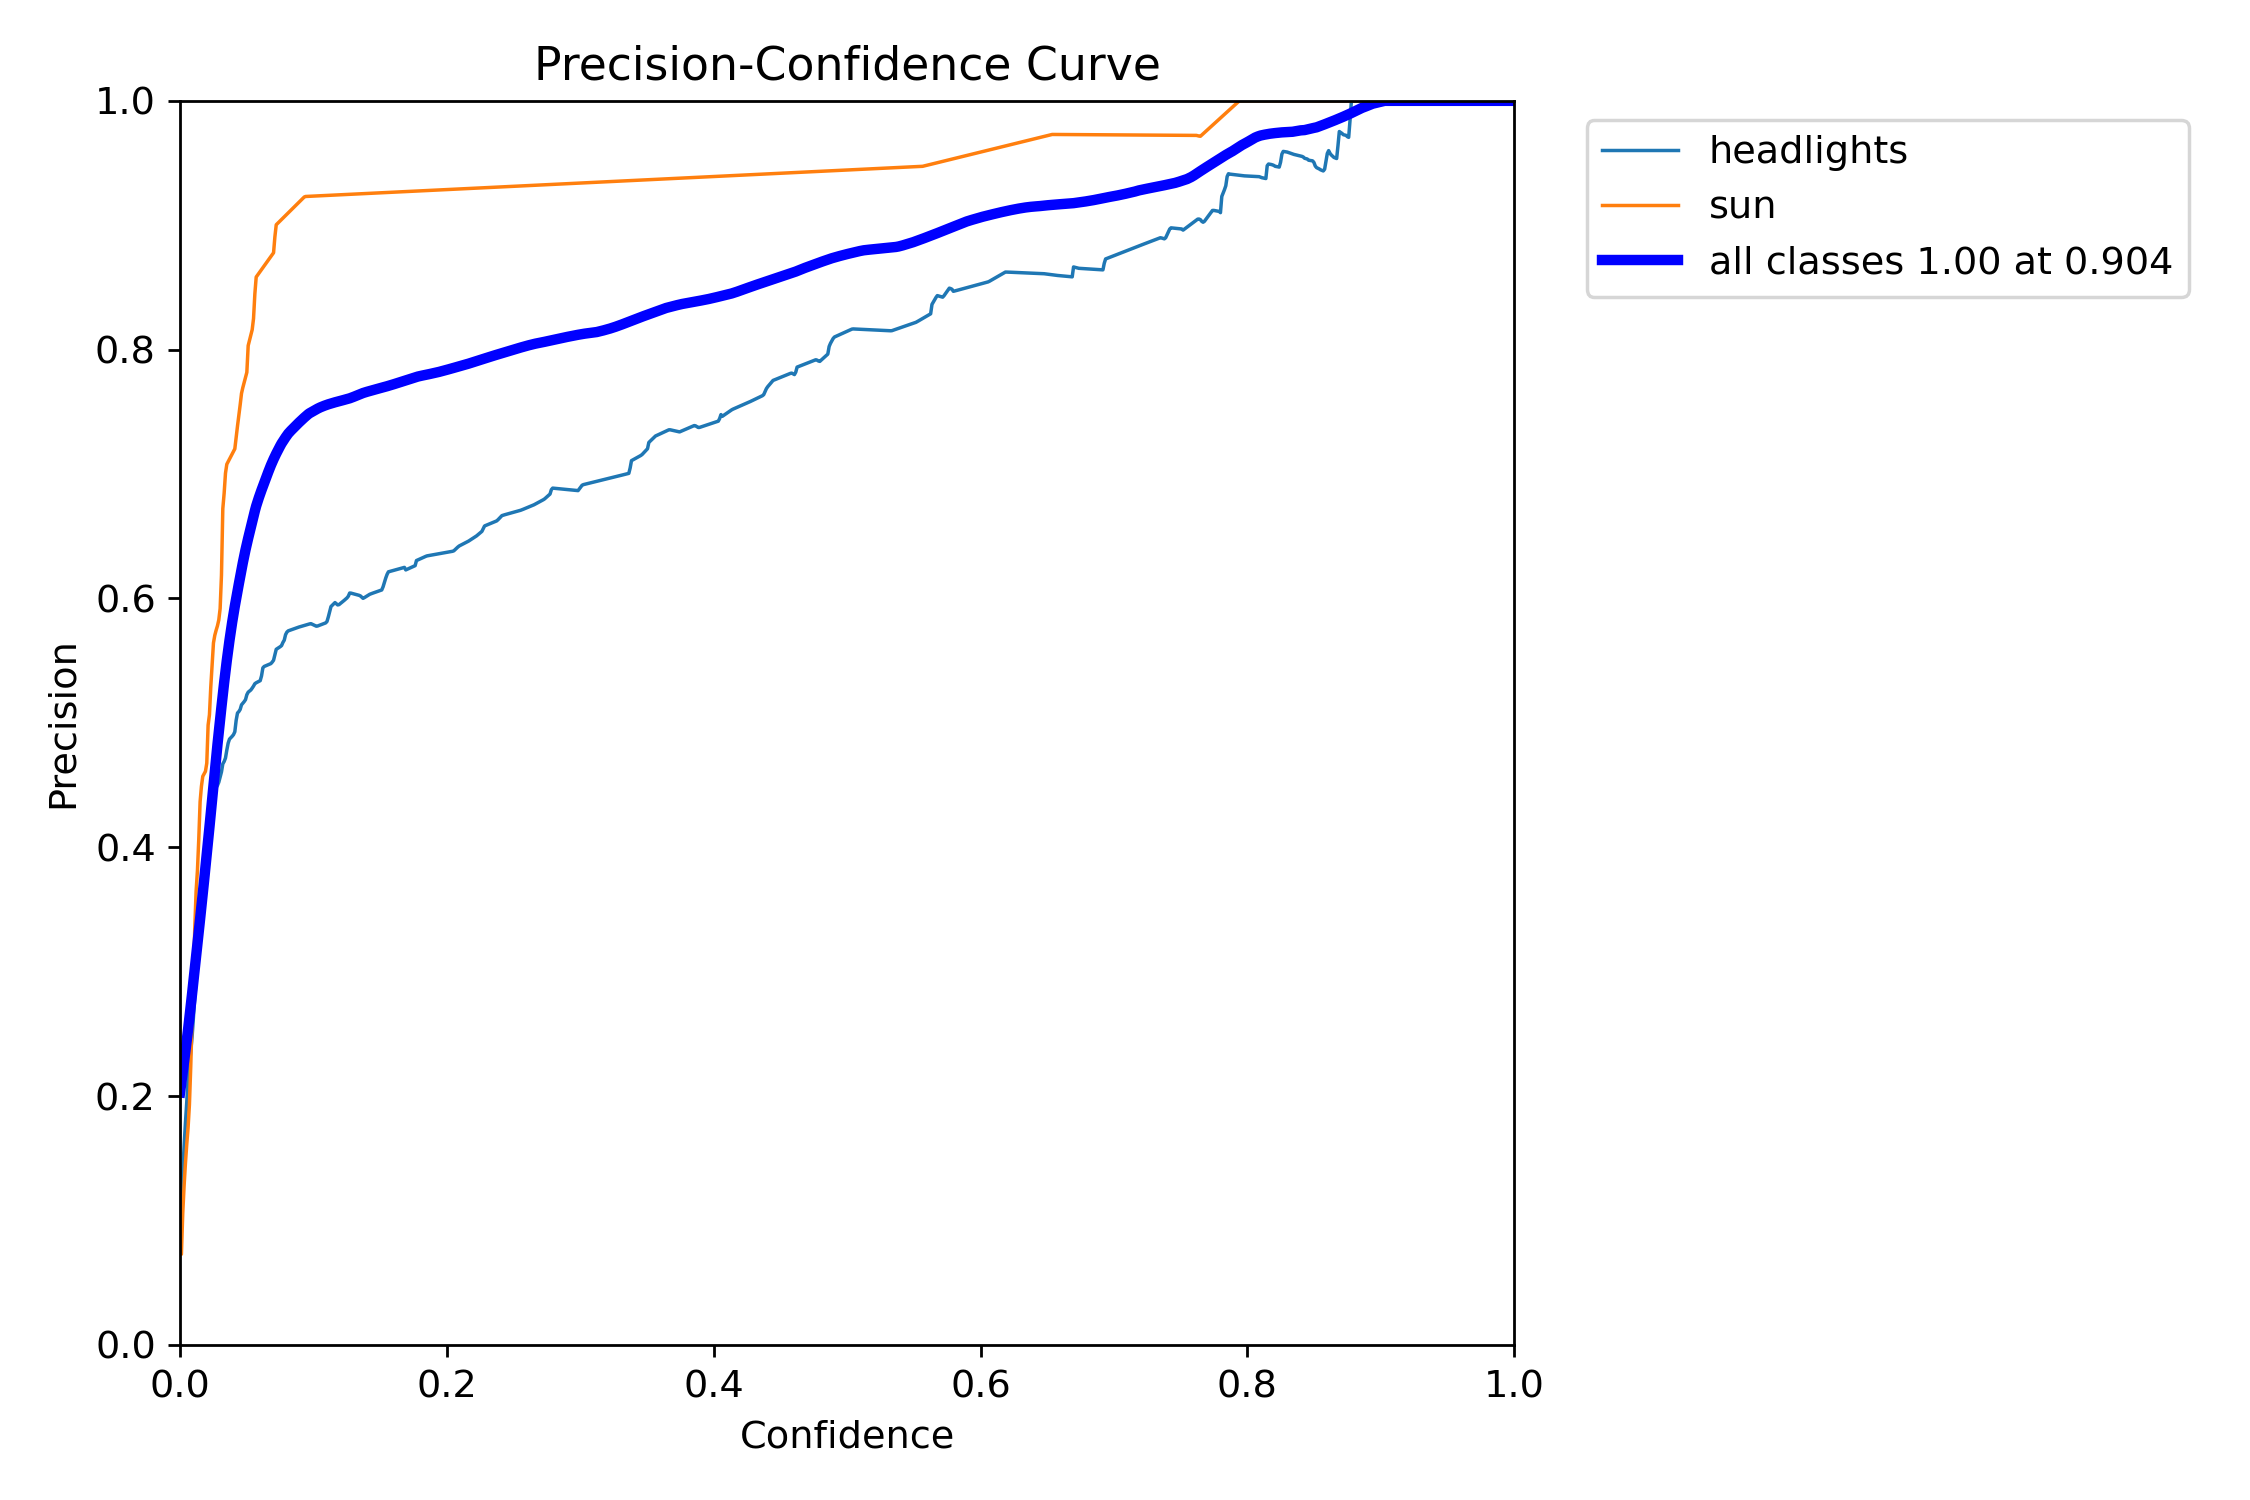 Precision-Confidence Curve
1.0
0.8
0.6
0.4
0.2
0.0
Precision
0.0 0.2 0.4 0.6 0.8 1.0
Confidence
headlights
sun
all classes 1.00 at 0.904